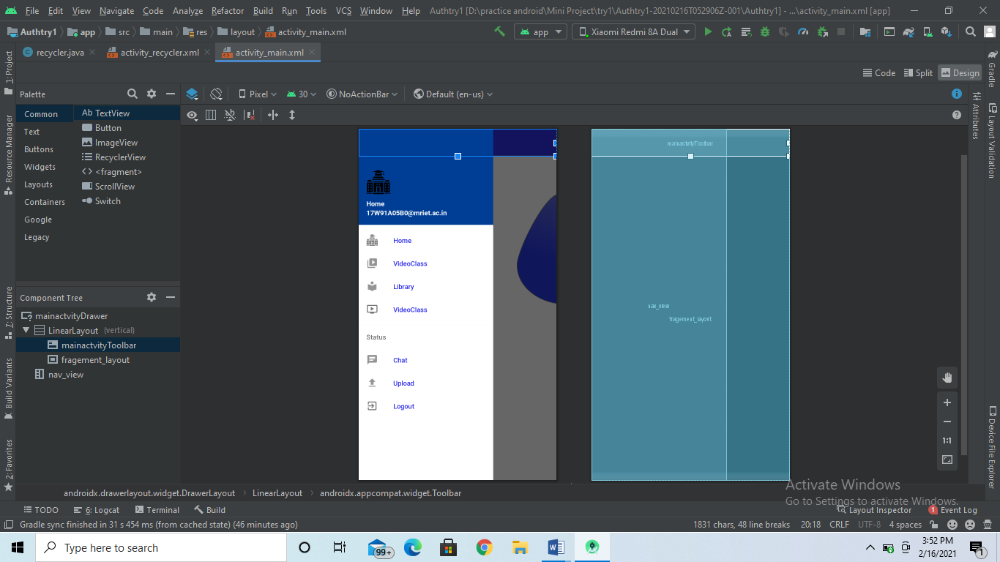 File Edit View Navigate Code Analyze Refactor Build Run Tools VCS Window Help Authtry1 [D:\practice android\Mini Project\try1\Authtry1-20210216T052906Z-001\Authtry1] - ...\activity_main.xml [app]
Authtry1 app src main res layout activity_main.xml app Xiaomi Redmi 8A Dual
recycler.java activity_recycler.xml activity_main.xml
Code Split Design
Palette Pixel 30 NoActionBar Default (en-us)
Common
Text
Buttons
Widgets
Layouts
Containers
Google
Legacy
Ab TextView
Button
ImageView
RecyclerView
<fragment>
ScrollView
Switch
Component Tree
mainactvityDrawer
LinearLayout (vertical)
mainactvityToolbar
fragement_layout
nav_view
Home
17W91A05B0@mriet.ac.in
Home
VideoClass
Library
VideoClass
Status
Chat
Upload
Logout
mainactvityToolbar
nav_view
fragement_layout
1:1
1: Project
Resource Manager
7: Structure
Build Variants
2: Favorites
Gradle
Attributes
Layout Validation
Device File Explorer
androidx.drawerlayout.widget.DrawerLayout LinearLayout androidx.appcompat.widget.Toolbar
Activate Windows
Go to Settings to activate Windows.
TODO 6: Logcat Terminal Build Layout Inspector 1 Event Log
Gradle sync finished in 31 s 454 ms (from cached state) (46 minutes ago) 1831 chars, 48 line breaks 20:18 CRLF UTF-8 4 spaces
Type here to search
99+
3:52 PM
2/16/2021
1